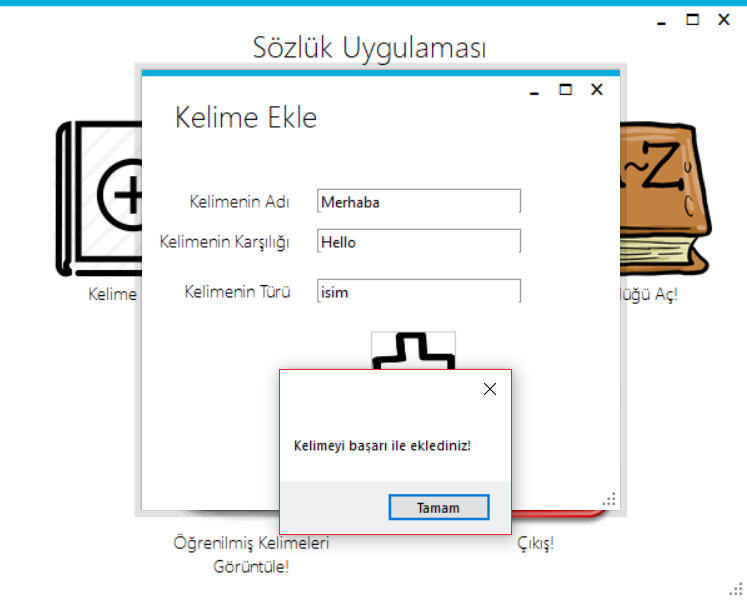 Sözlük Uygulaması
Kelime Ekle
Kelimenin Adı
Merhaba
Kelimenin Karşılığı
Hello
Kelimenin Türü
isim
Kelime
Aç!
~Z
Kelimeyi başarı ile eklediniz!
Tamam
Öğrenilmiş Kelimeleri
Görüntüle!
Çıkış!